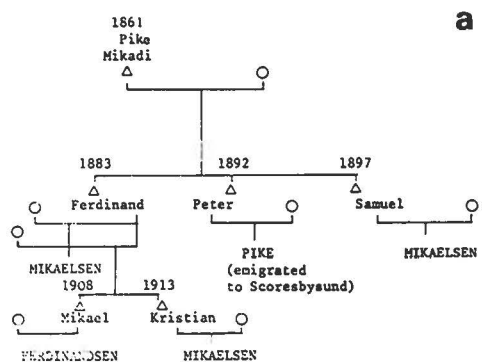 a
1861
Pike
Mikadi
1883 1892 1897
Ferdinand Peter Samuel
MIKAELSEN PIKE MIKAELSEN
(emigrated
to Scoresbysund)
1908 1913
Mikael Kristian
FERDINANDSEN MIKAELSEN